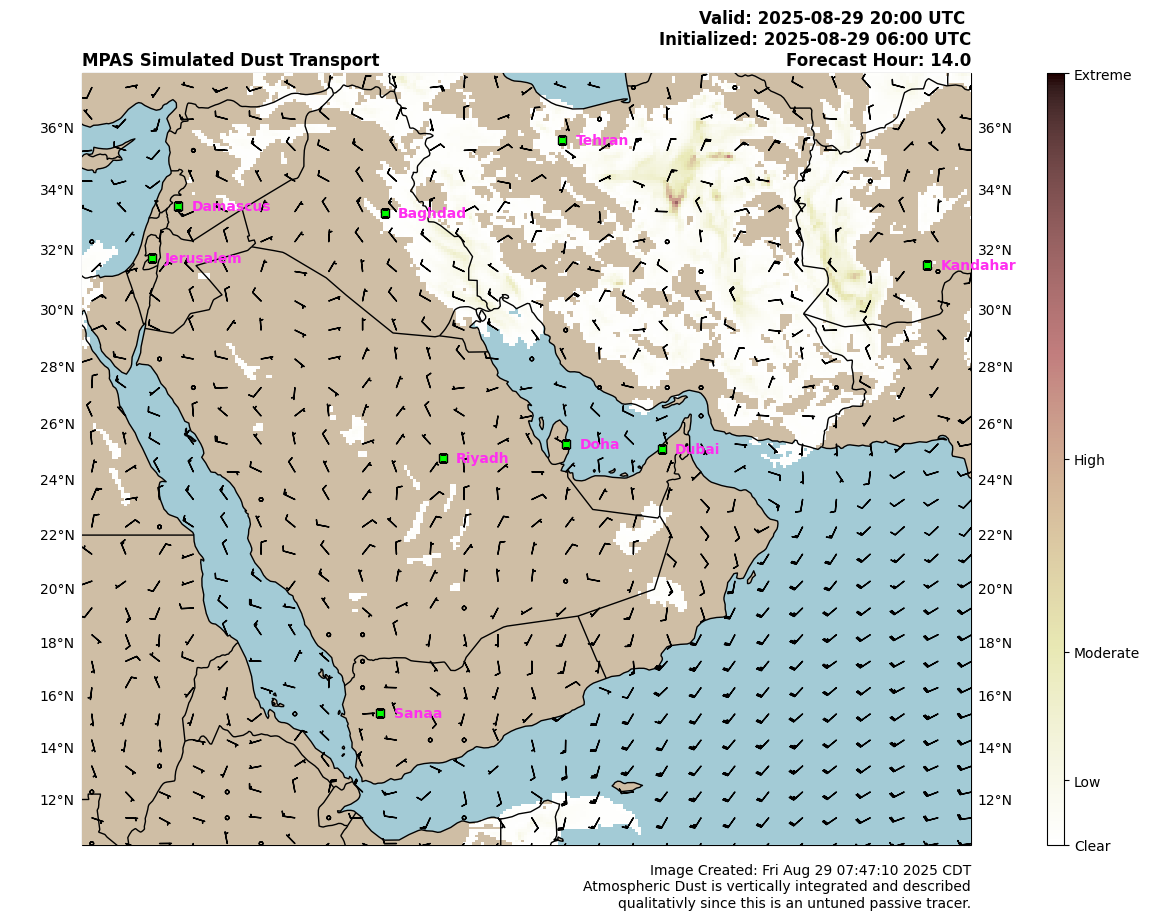 Valid: 2025-08-29 20:00 UTC
Initialized: 2025-08-29 06:00 UTC
MPAS Simulated Dust Transport
Forecast Hour: 14.0
Extreme
36°N
Tehran
36°N
34°N
Damascus
Baghdad
34°N
32°N
Jerusalem
32°N
Kandahar
30°N
30°N
28°N
28°N
26°N
Doha
Dubai
26°N
Riyadh
High
24°N
24°N
22°N
22°N
20°N
20°N
18°N
18°N
Moderate
16°N
16°N
Sanaa
14°N
14°N
Low
12°N
12°N
Clear
Image Created: Fri Aug 29 07:47:10 2025 CDT
Atmospheric Dust is vertically integrated and described
qualitativly since this is an untuned passive tracer.